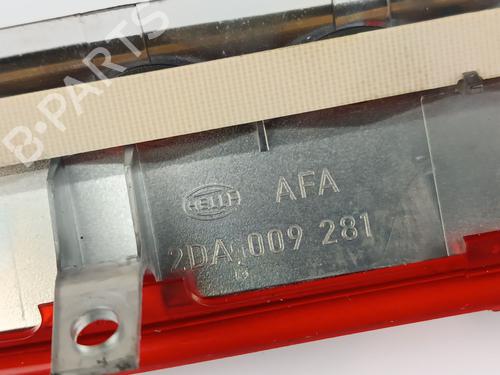 B-PARTS
HELLA
AFA
2DA 009 281